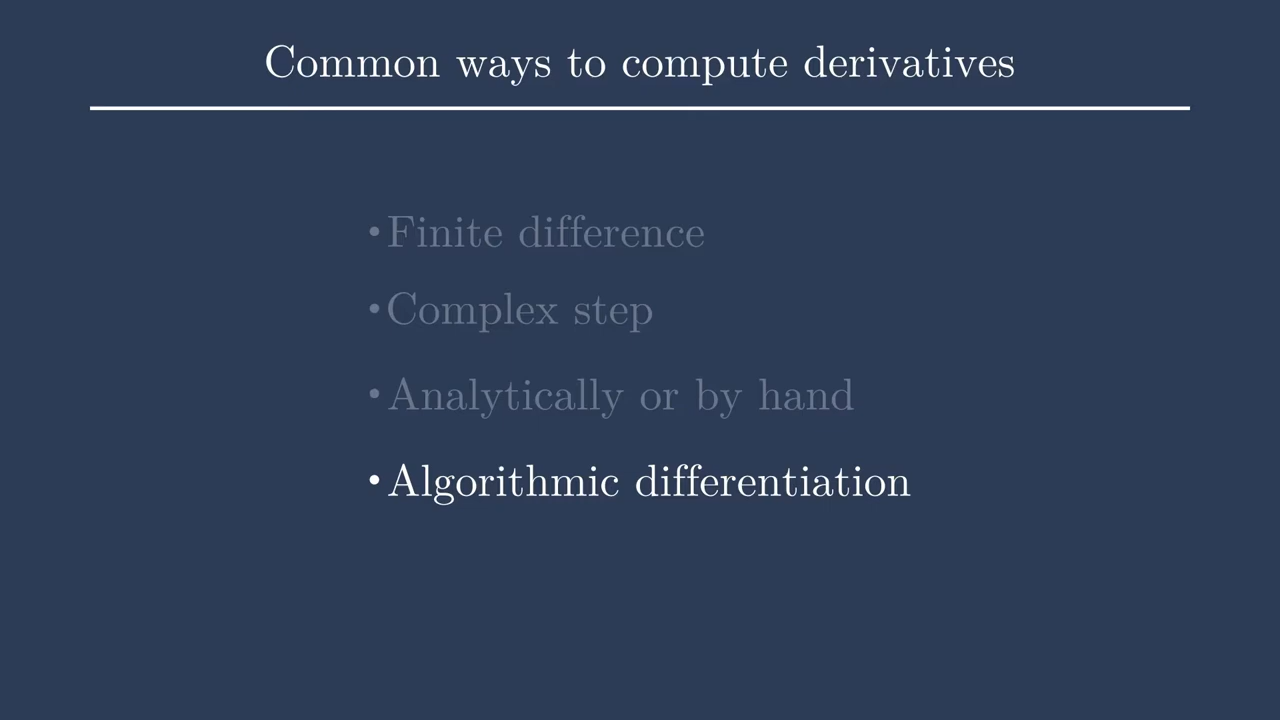 Common ways to compute derivatives
•Finite difference
•Complex step
•Analytically or by hand
•Algorithmic differentiation